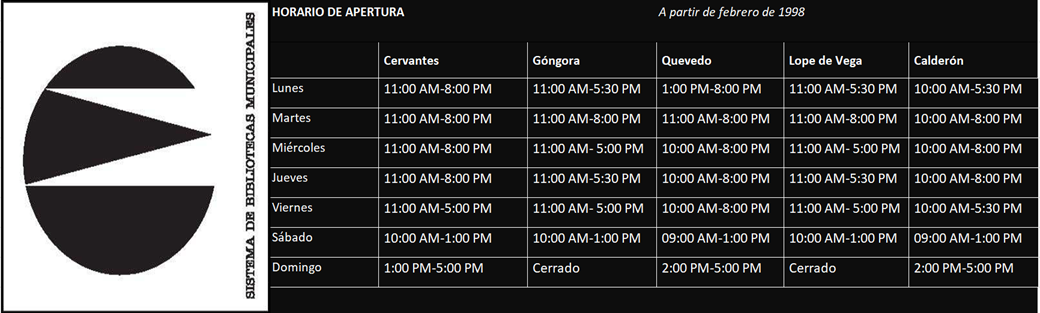 SISTEMA DE BIBLIOTECAS MUNICIPALES
HORARIO DE APERTURA A partir de febrero de 1998
Cervantes Góngora Quevedo Lope de Vega Calderón
Lunes 11:00 AM-8:00 PM 11:00 AM-5:30 PM 1:00 PM-8:00 PM 11:00 AM-5:30 PM 10:00 AM-5:30 PM
Martes 11:00 AM-8:00 PM 11:00 AM-8:00 PM 11:00 AM-8:00 PM 11:00 AM-8:00 PM 10:00 AM-8:00 PM
Miércoles 11:00 AM-8:00 PM 11:00 AM- 5:00 PM 10:00 AM-8:00 PM 11:00 AM- 5:00 PM 10:00 AM-8:00 PM
Jueves 11:00 AM-8:00 PM 11:00 AM-5:30 PM 10:00 AM-8:00 PM 11:00 AM-5:30 PM 10:00 AM-8:00 PM
Viernes 11:00 AM-5:00 PM 11:00 AM- 5:00 PM 10:00 AM-8:00 PM 11:00 AM- 5:00 PM 10:00 AM-5:30 PM
Sábado 10:00 AM-1:00 PM 10:00 AM-1:00 PM 09:00 AM-1:00 PM 10:00 AM-1:00 PM 09:00 AM-1:00 PM
Domingo 1:00 PM-5:00 PM Cerrado 2:00 PM-5:00 PM Cerrado 2:00 PM-5:00 PM